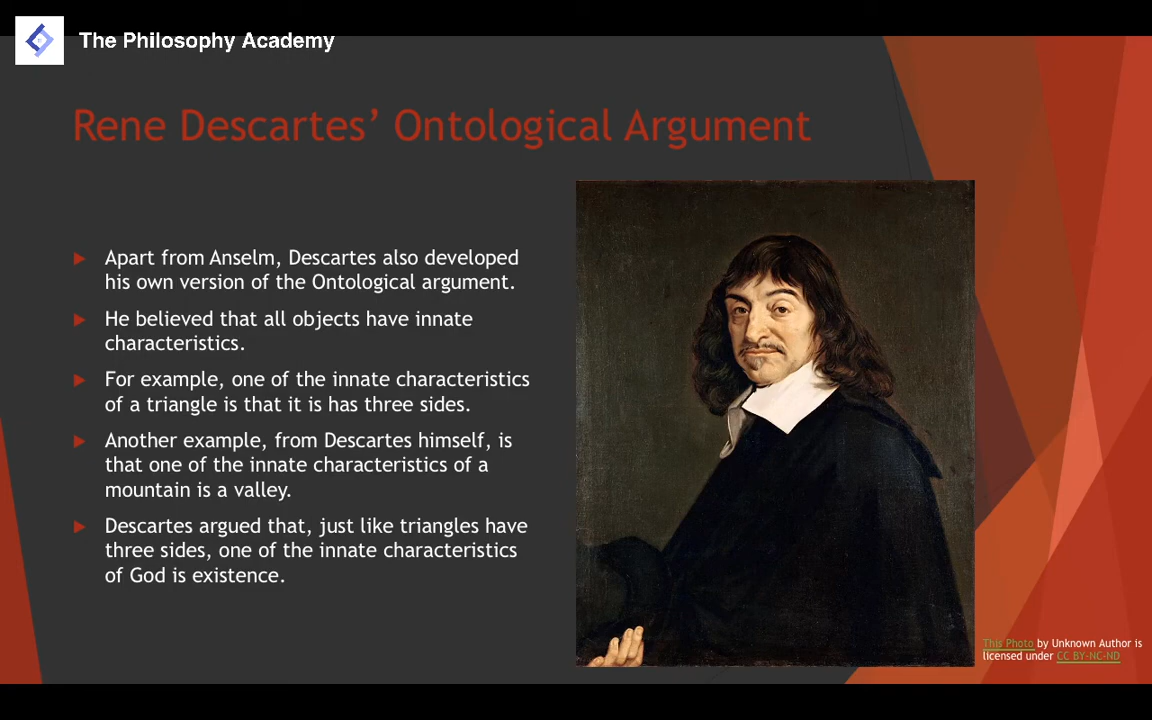 The Philosophy Academy
Rene Descartes’ Ontological Argument
Apart from Anselm, Descartes also developed
his own version of the Ontological argument.
He believed that all objects have innate
characteristics.
For example, one of the innate characteristics
of a triangle is that it is has three sides.
Another example, from Descartes himself, is
that one of the innate characteristics of a
mountain is a valley.
Descartes argued that, just like triangles have
three sides, one of the innate characteristics
of God is existence.
This Photo by Unknown Author is
licensed under CC BY-NC-ND